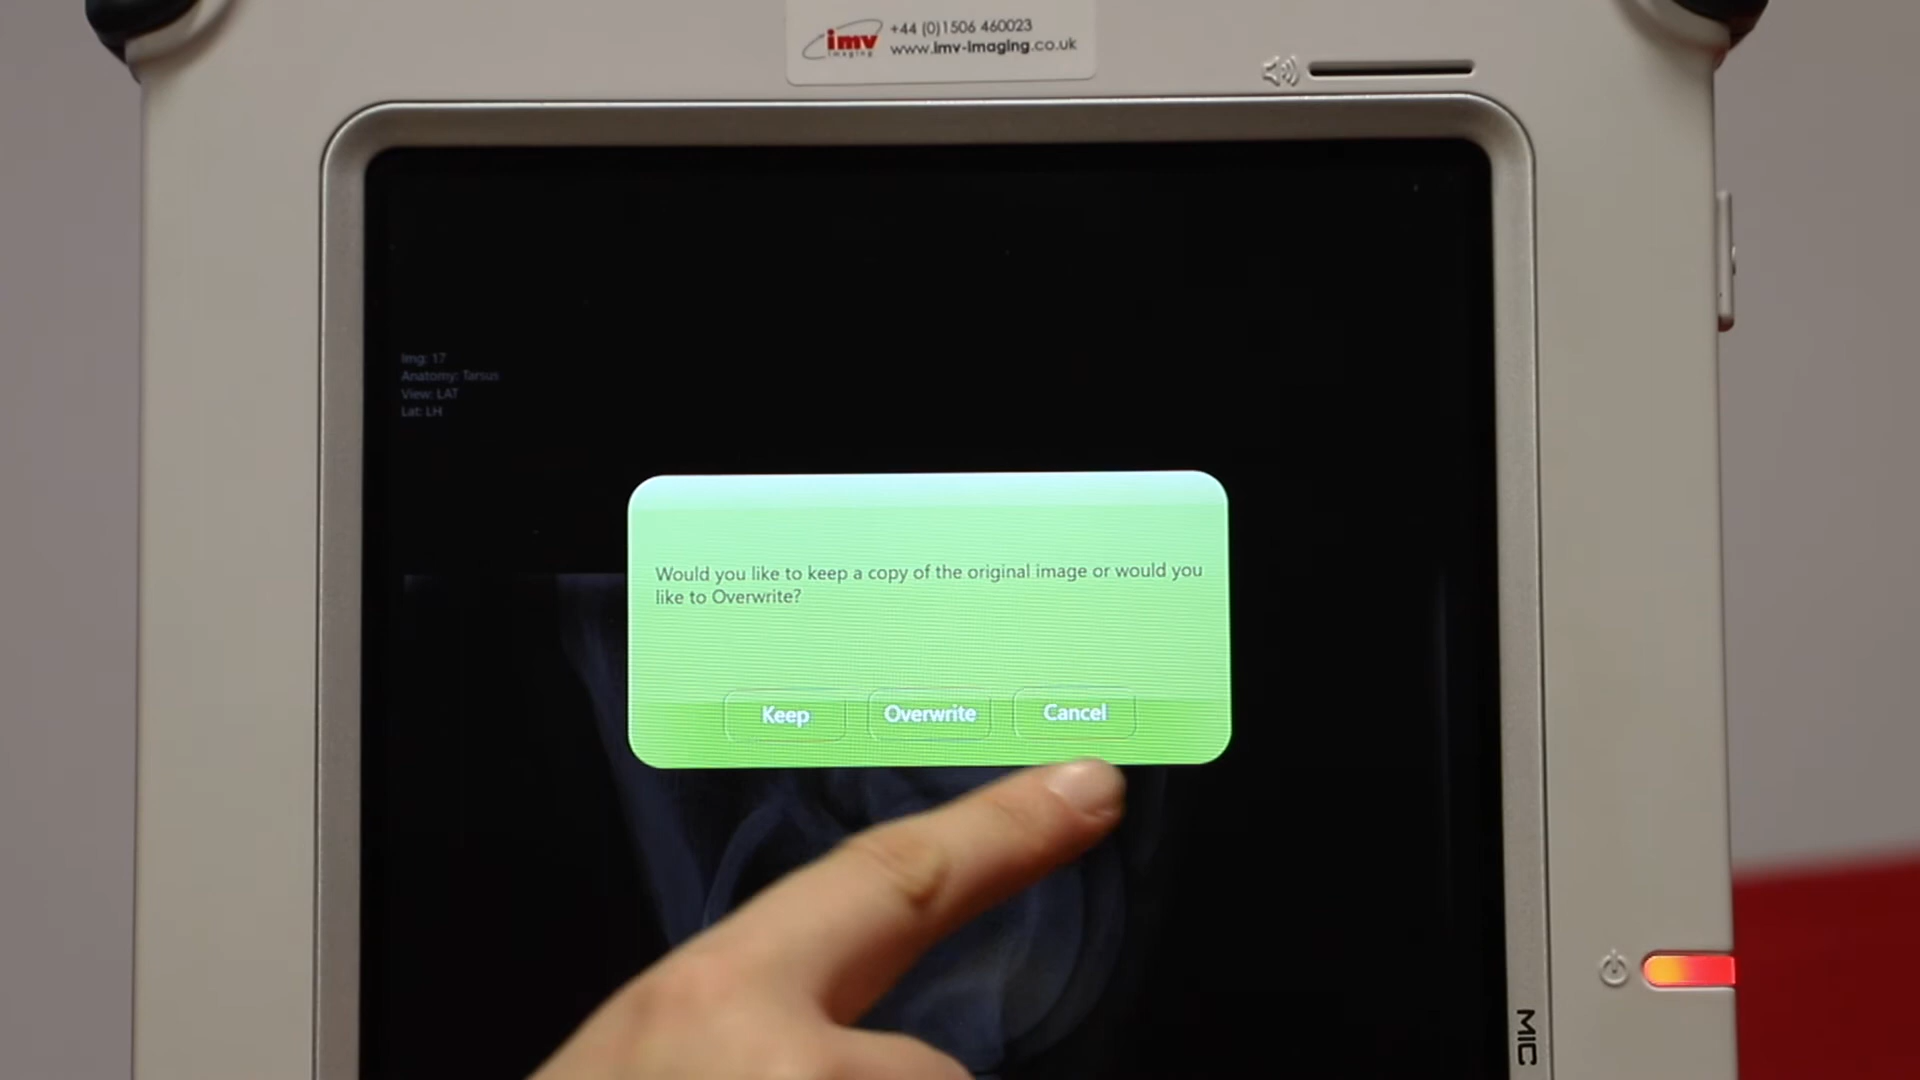 imv
imaging
+44 (0)1506 460023
www.imv-imaging.co.uk
Img: 17
Anatomy: Tarsus
View: LAT
Lat: LH
Would you like to keep a copy of the original image or would you
like to Overwrite?
Keep
Overwrite
Cancel
MIC